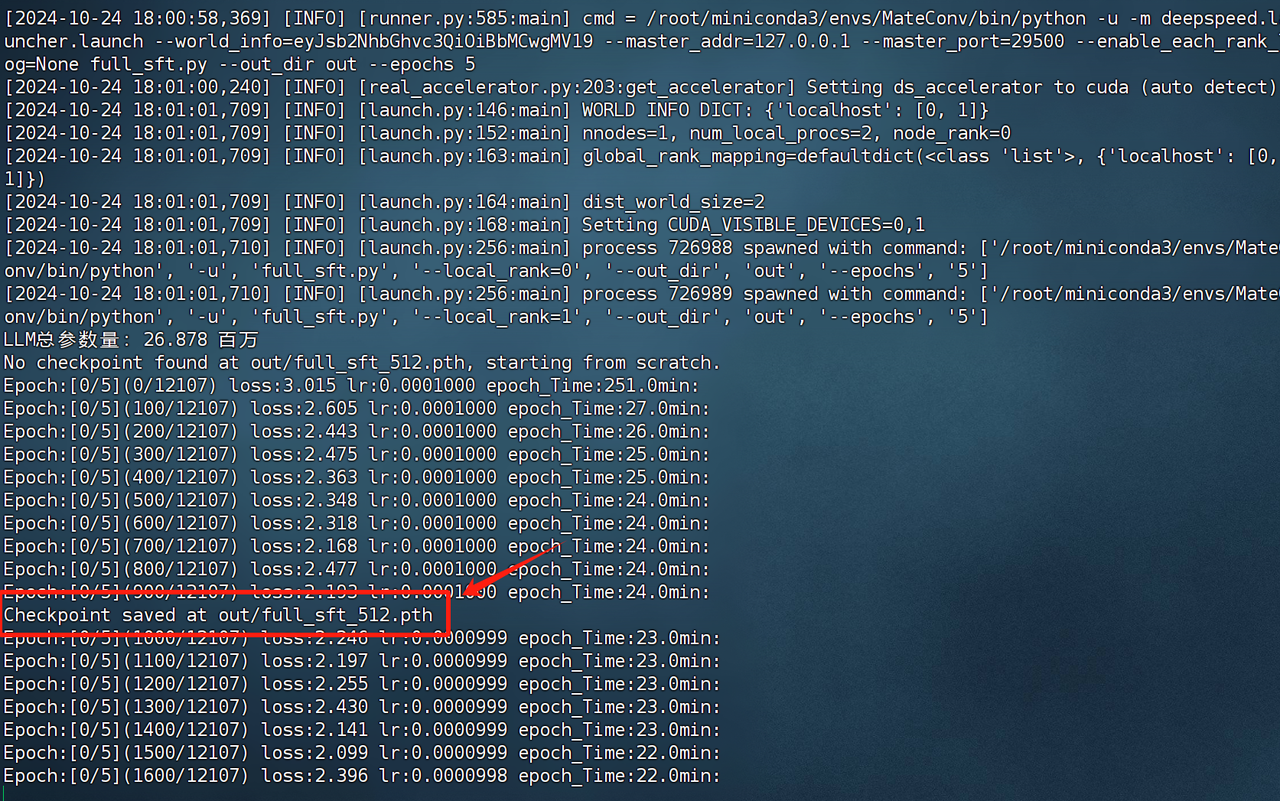 [2024-10-24 18:00:58,369] [INFO] [runner.py:585:main] cmd = /root/miniconda3/envs/MateConv/bin/python -u -m deepspeed.l
uncher.launch --world_info=eyJsb2NhbGhvc3QiOiBbMCwgMV19 --master_addr=127.0.0.1 --master_port=29500 --enable_each_rank_
og=None full_sft.py --out_dir out --epochs 5
[2024-10-24 18:01:00,240] [INFO] [real_accelerator.py:203:get_accelerator] Setting ds_accelerator to cuda (auto detect)
[2024-10-24 18:01:01,709] [INFO] [launch.py:146:main] WORLD INFO DICT: {'localhost': [0, 1]}
[2024-10-24 18:01:01,709] [INFO] [launch.py:152:main] nnodes=1, num_local_procs=2, node_rank=0
[2024-10-24 18:01:01,709] [INFO] [launch.py:163:main] global_rank_mapping=defaultdict(<class 'list'>, {'localhost': [0,
1]})
[2024-10-24 18:01:01,709] [INFO] [launch.py:164:main] dist_world_size=2
[2024-10-24 18:01:01,709] [INFO] [launch.py:168:main] Setting CUDA_VISIBLE_DEVICES=0,1
[2024-10-24 18:01:01,710] [INFO] [launch.py:256:main] process 726988 spawned with command: ['/root/miniconda3/envs/Mate
onv/bin/python', '-u', 'full_sft.py', '--local_rank=0', '--out_dir', 'out', '--epochs', '5']
[2024-10-24 18:01:01,710] [INFO] [launch.py:256:main] process 726989 spawned with command: ['/root/miniconda3/envs/Mate
onv/bin/python', '-u', 'full_sft.py', '--local_rank=1', '--out_dir', 'out', '--epochs', '5']
LLM总参数量：26.878 百万
No checkpoint found at out/full_sft_512.pth, starting from scratch.
Epoch:[0/5](0/12107) loss:3.015 lr:0.0001000 epoch_Time:251.0min:
Epoch:[0/5](100/12107) loss:2.605 lr:0.0001000 epoch_Time:27.0min:
Epoch:[0/5](200/12107) loss:2.443 lr:0.0001000 epoch_Time:26.0min:
Epoch:[0/5](300/12107) loss:2.475 lr:0.0001000 epoch_Time:25.0min:
Epoch:[0/5](400/12107) loss:2.363 lr:0.0001000 epoch_Time:25.0min:
Epoch:[0/5](500/12107) loss:2.348 lr:0.0001000 epoch_Time:24.0min:
Epoch:[0/5](600/12107) loss:2.318 lr:0.0001000 epoch_Time:24.0min:
Epoch:[0/5](700/12107) loss:2.168 lr:0.0001000 epoch_Time:24.0min:
Epoch:[0/5](800/12107) loss:2.477 lr:0.0001000 epoch_Time:24.0min:
Epoch:[0/5](900/12107) loss:2.193 lr:0.0001000 epoch_Time:24.0min:
Checkpoint saved at out/full_sft_512.pth
Epoch:[0/5](1000/12107) loss:2.246 lr:0.0000999 epoch_Time:23.0min:
Epoch:[0/5](1100/12107) loss:2.197 lr:0.0000999 epoch_Time:23.0min:
Epoch:[0/5](1200/12107) loss:2.255 lr:0.0000999 epoch_Time:23.0min:
Epoch:[0/5](1300/12107) loss:2.430 lr:0.0000999 epoch_Time:23.0min:
Epoch:[0/5](1400/12107) loss:2.141 lr:0.0000999 epoch_Time:23.0min:
Epoch:[0/5](1500/12107) loss:2.099 lr:0.0000999 epoch_Time:22.0min:
Epoch:[0/5](1600/12107) loss:2.396 lr:0.0000998 epoch_Time:22.0min: